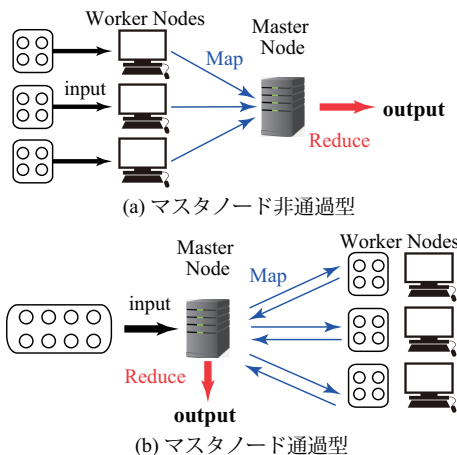 Worker Nodes
Master
Node
Map
input
output
Reduce
(a) マスタノード非通過型
Master
Node
Worker Nodes
Map
input
Reduce
output
(b) マスタノード通過型